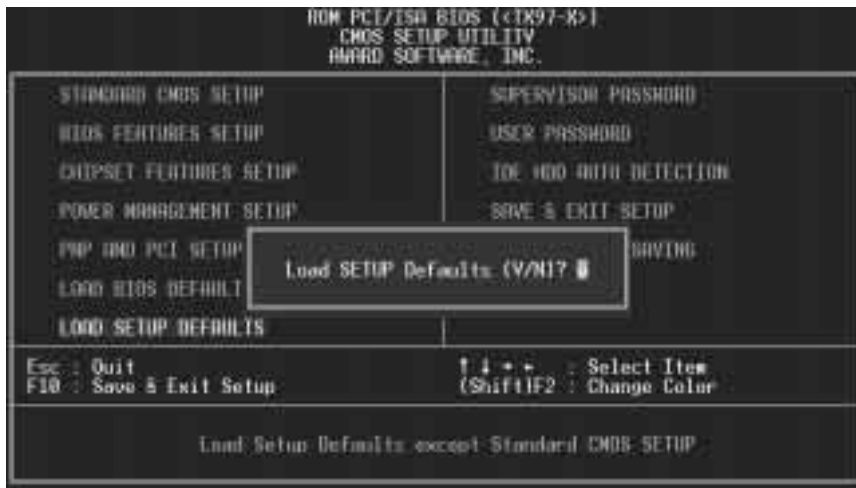 ROM PCI/ISA BIOS (<TX97-X>)
CMOS SETUP UTILITY
AWARD SOFTWARE, INC.
STANDARD CMOS SETUP
BIOS FEATURES SETUP
CHIPSET FEATURES SETUP
POWER MANAGEMENT SETUP
PNP AND PCI SETUP
LOAD BIOS DEFAULT
LOAD SETUP DEFAULTS
SUPERVISOR PASSWORD
USER PASSWORD
IDE HDD AUTO DETECTION
SAVE & EXIT SETUP
SAVING
Load SETUP Defaults (Y/N)?
Esc : Quit
F10 : Save & Exit Setup
↑ ↓ → ← : Select Item
(Shift)F2 : Change Color
Load Setup Defaults except Standard CMOS SETUP